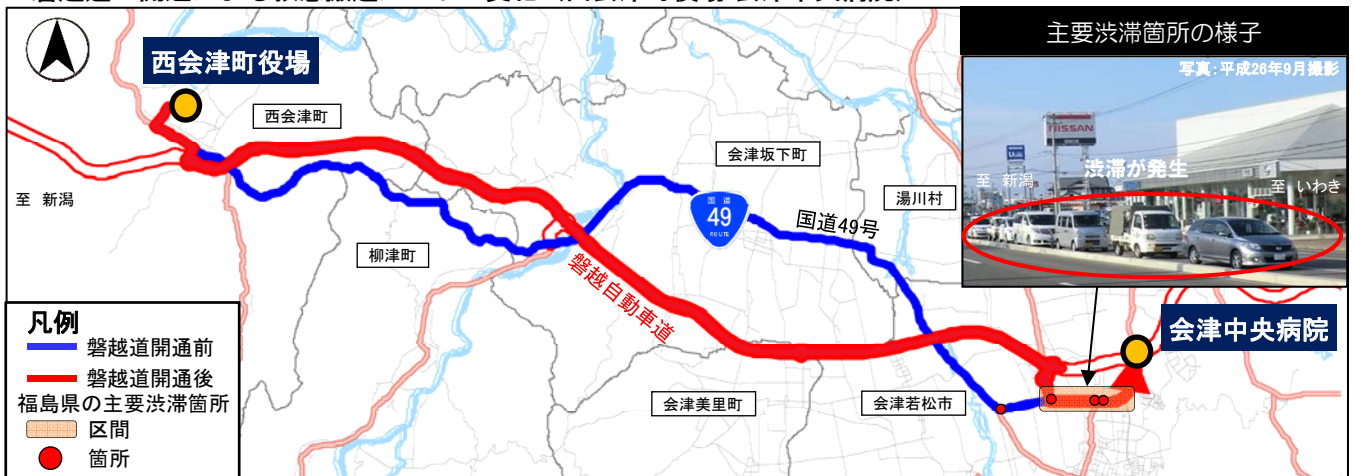 西会津町役場
西会津町
会津坂下町
湯川村
至 新潟
柳津町
国道
49
ROUTE
国道49号
磐越自動車道
会津美里町
会津若松市
会津中央病院
主要渋滞箇所の様子
写真:平成26年9月撮影
NISSAN
渋滞が発生
至 新潟
至 いわき
凡例
磐越道開通前
磐越道開通後
福島県の主要渋滞箇所
区間
箇所